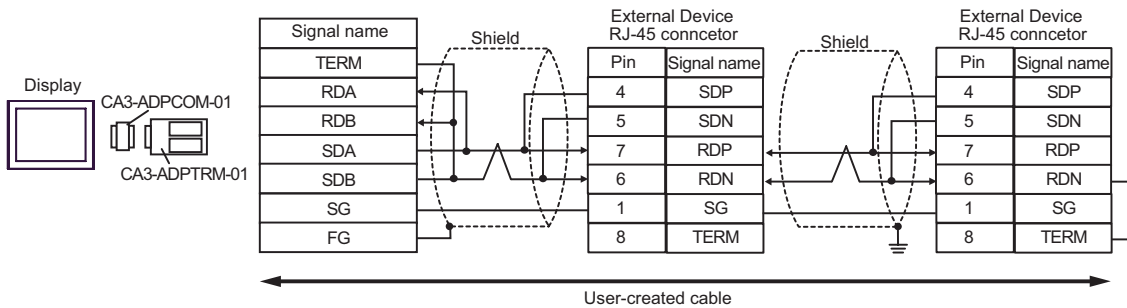 Display
CA3-ADPCOM-01
CA3-ADPTRM-01
Signal name
TERM
RDA
RDB
SDA
SDB
SG
FG
Shield
External Device
RJ-45 conncetor
Pin Signal name
4 SDP
5 SDN
7 RDP
6 RDN
1 SG
8 TERM
Shield
External Device
RJ-45 conncetor
Pin Signal name
4 SDP
5 SDN
7 RDP
6 RDN
1 SG
8 TERM
User-created cable